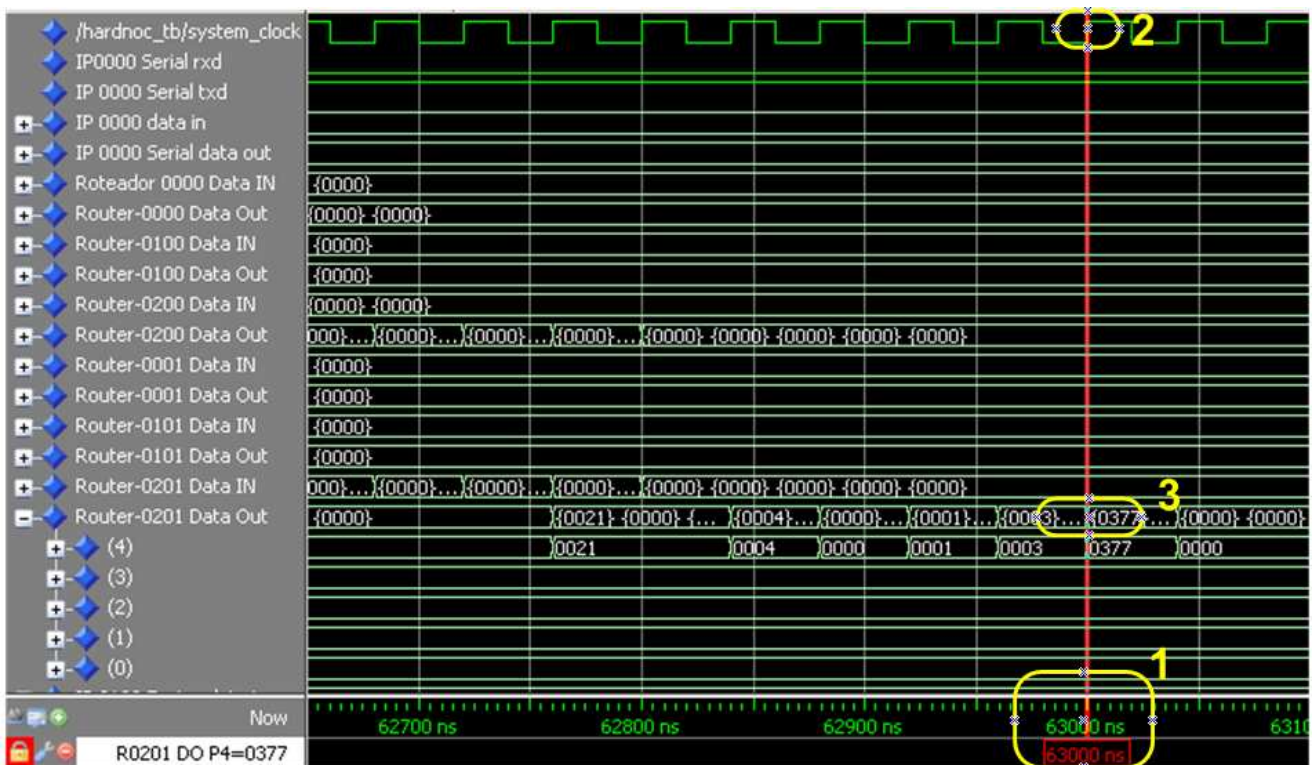 /hardnoc_tb/system_clock 2
IP0000 Serial rxd
IP 0000 Serial txd
IP 0000 data in
IP 0000 Serial data out
Roteador 0000 Data IN {0000}
Router-0000 Data Out {0000} {0000}
Router-0100 Data IN {0000}
Router-0100 Data Out {0000}
Router-0200 Data IN {0000} {0000}
Router-0200 Data Out 000}... {0000}... {0000}... {0000}... {0000} {0000} {0000} {0000} {0000}
Router-0001 Data IN {0000}
Router-0001 Data Out {0000}
Router-0101 Data IN {0000}
Router-0101 Data Out {0000}
Router-0201 Data IN 000}... {0000}... {0000}... {0000}... {0000} {0000} {0000} {0000} {0000}
Router-0201 Data Out {0000} {0021} {0000} {... {0004}... {0000}... {0001}... {0003}... {0377}... {0000} {0000} 3
(4) 0021 0004 0000 0001 0003 0377 0000
(3)
(2)
(1)
(0)
1
Now 62700 ns 62800 ns 62900 ns 63000 ns 6310
R0201 DO P4=0377 63000 ns